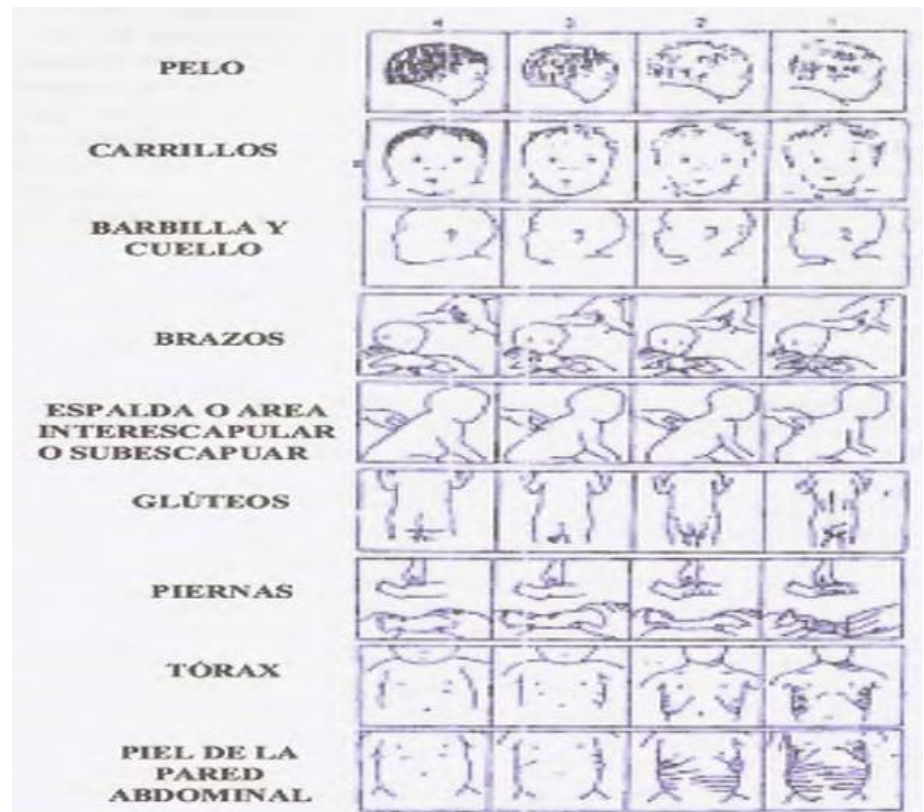 4 3 2 1
PELO
CARRILLOS
BARBILLA Y
CUELLO
BRAZOS
ESPALDA O AREA
INTERESCAPULAR
O SUBESCAPUAR
GLÚTEOS
PIERNAS
TÓRAX
PIEL DE LA
PARED
ABDOMINAL